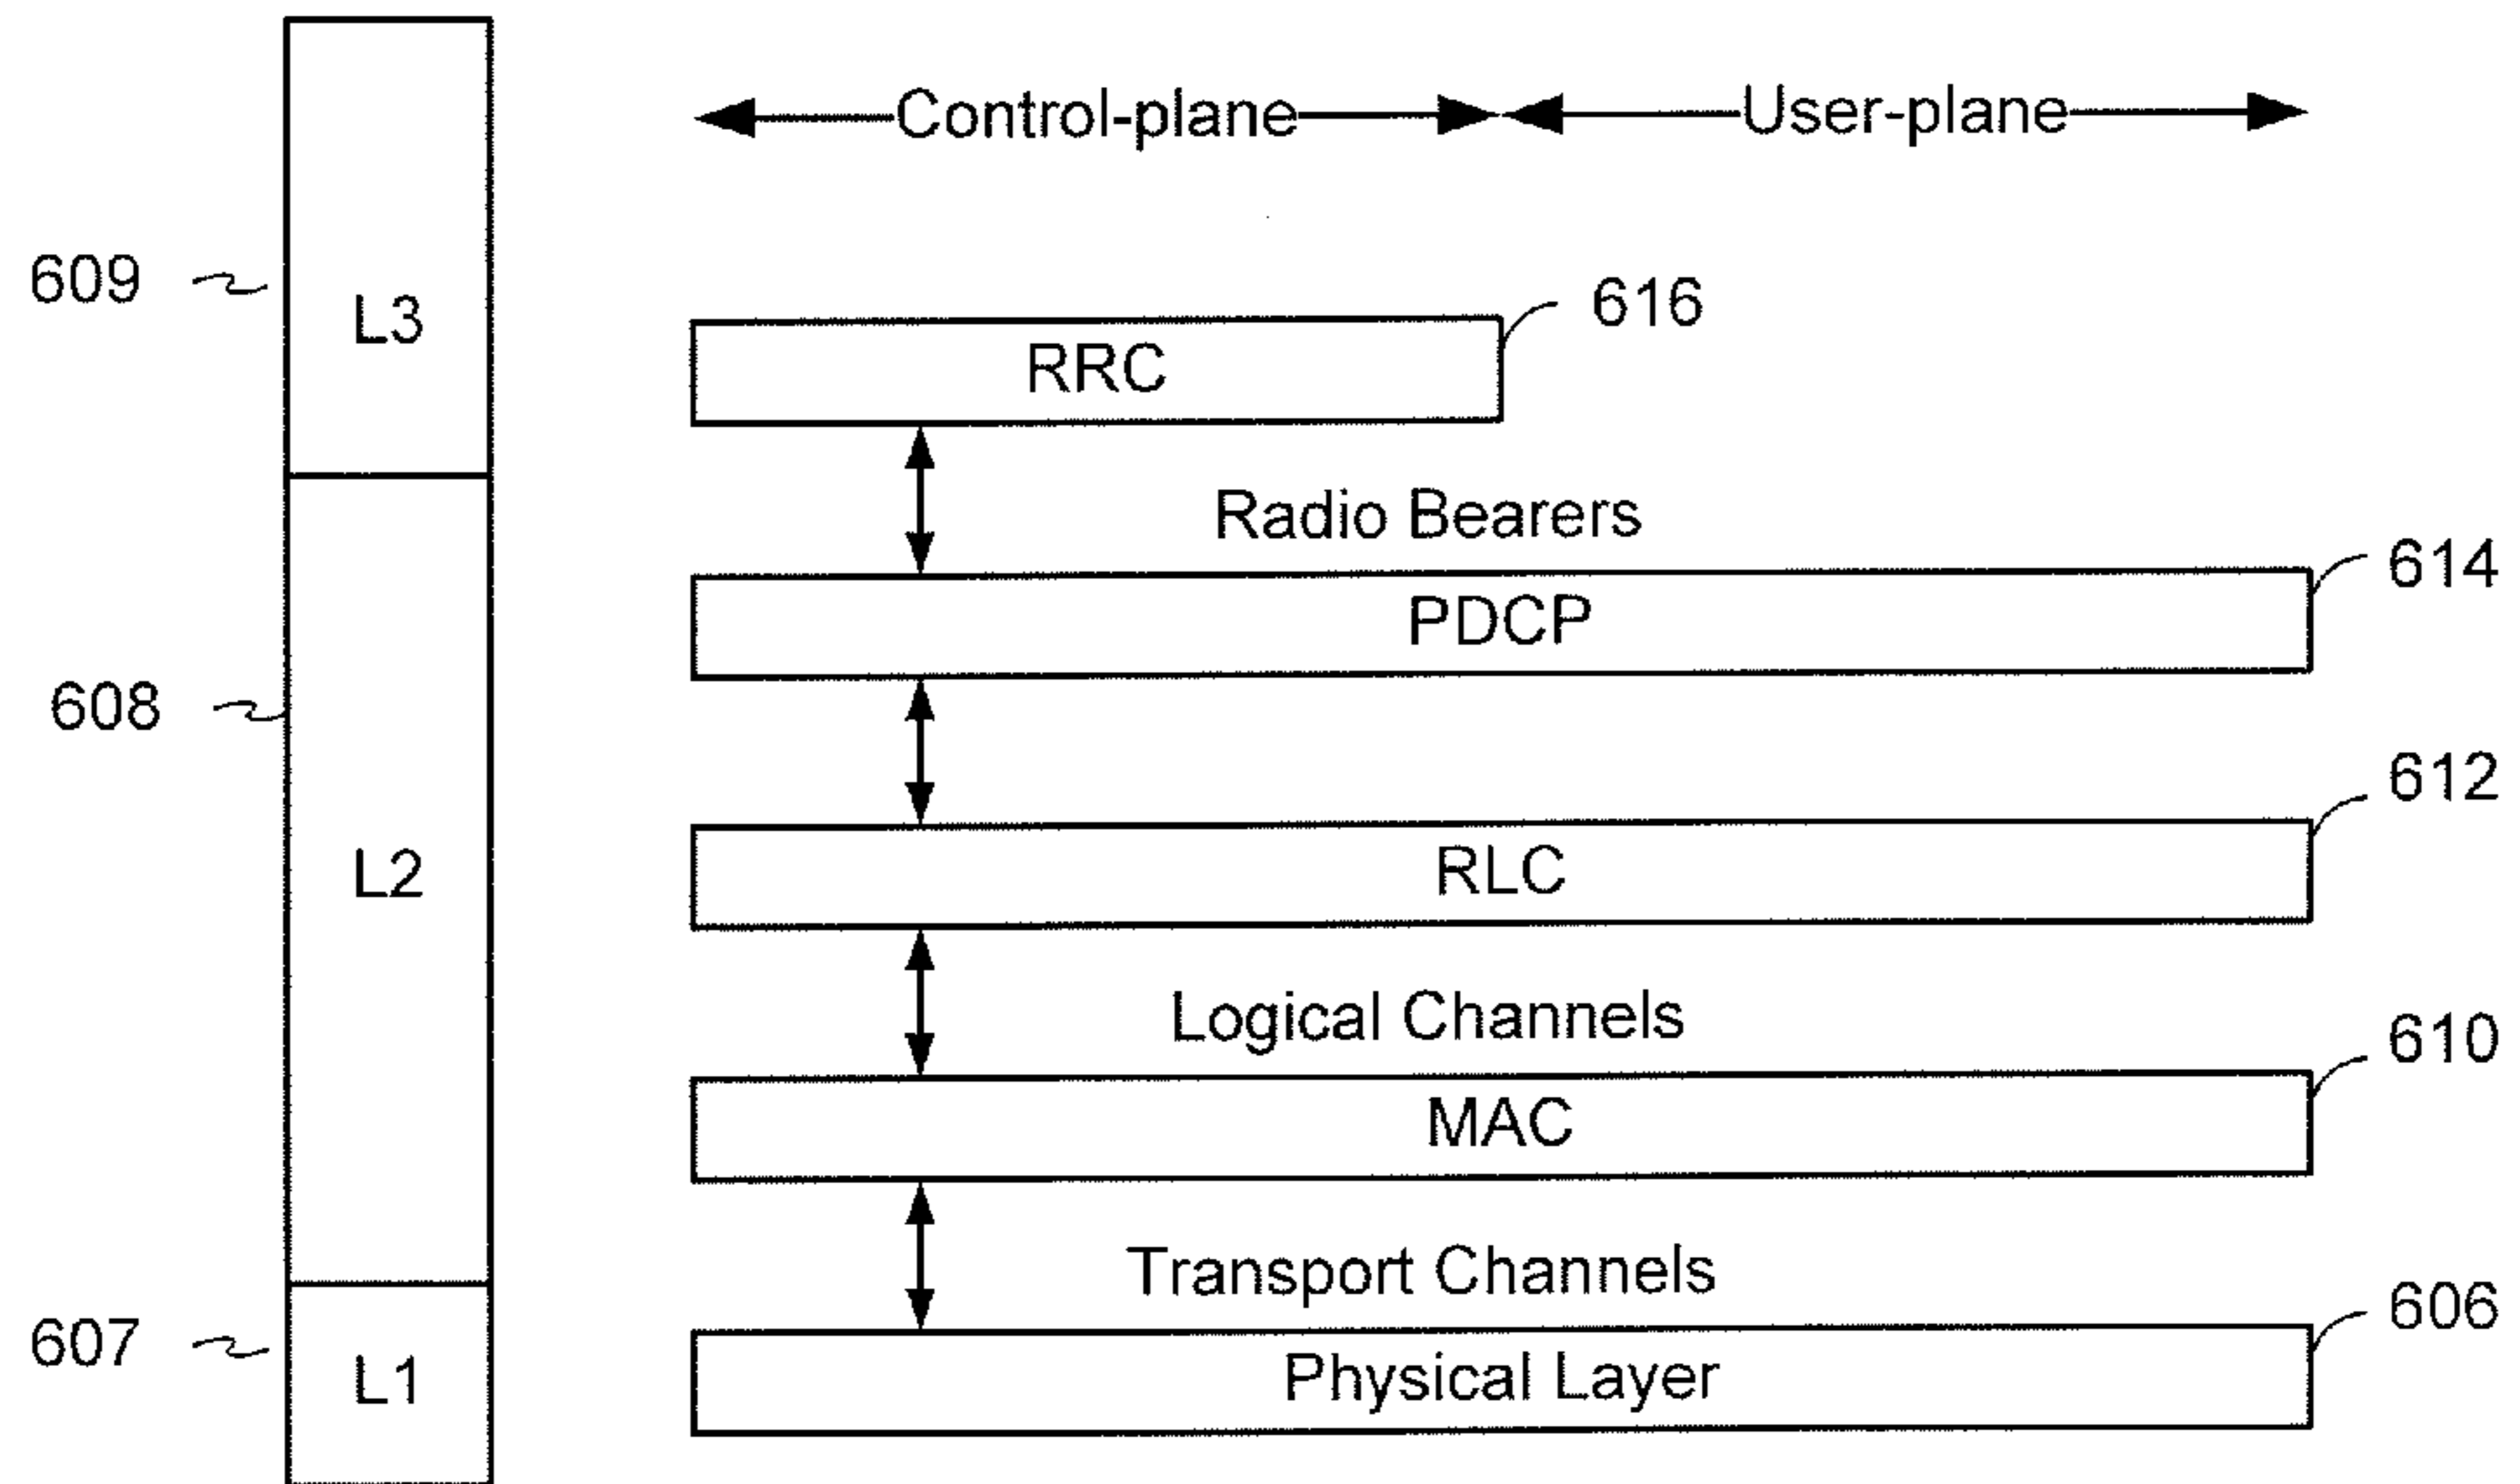 Control-plane User-plane
609
L3
616
RRC
Radio Bearers
614
PDCP
608
612
L2
RLC
Logical Channels
610
MAC
Transport Channels
606
607
L1
Physical Layer